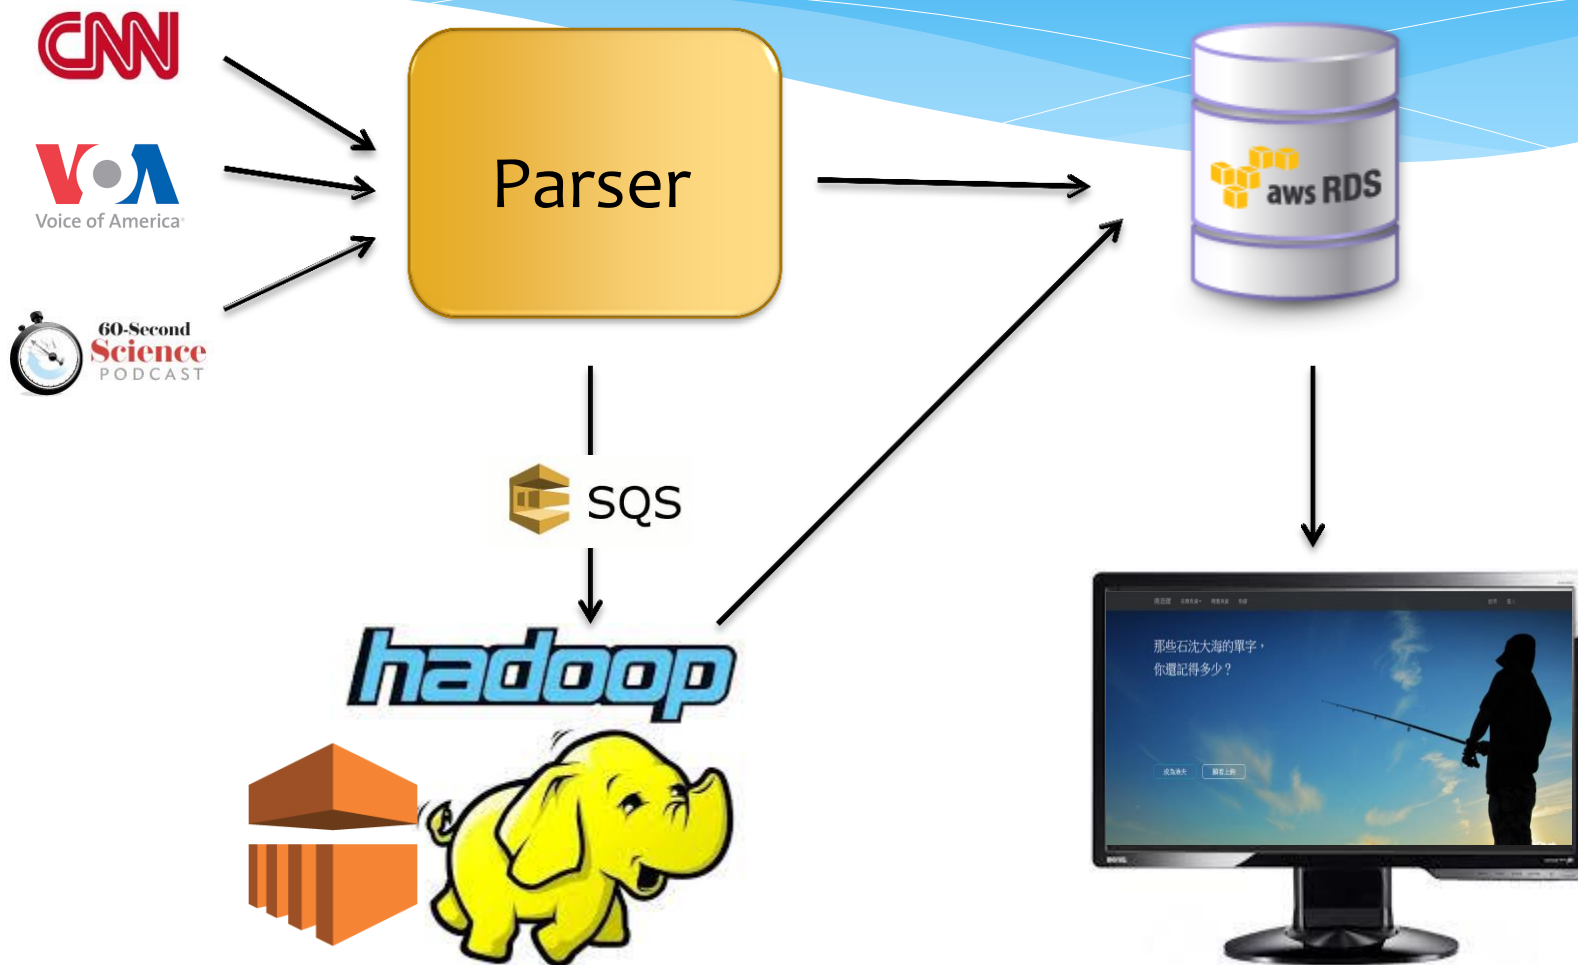 CNN
VOA
Voice of America
60-Second
Science
PODCAST
Parser
aws RDS
SQS
hadoop
那些石沈大海的單字，
你還記得多少？
BENQ